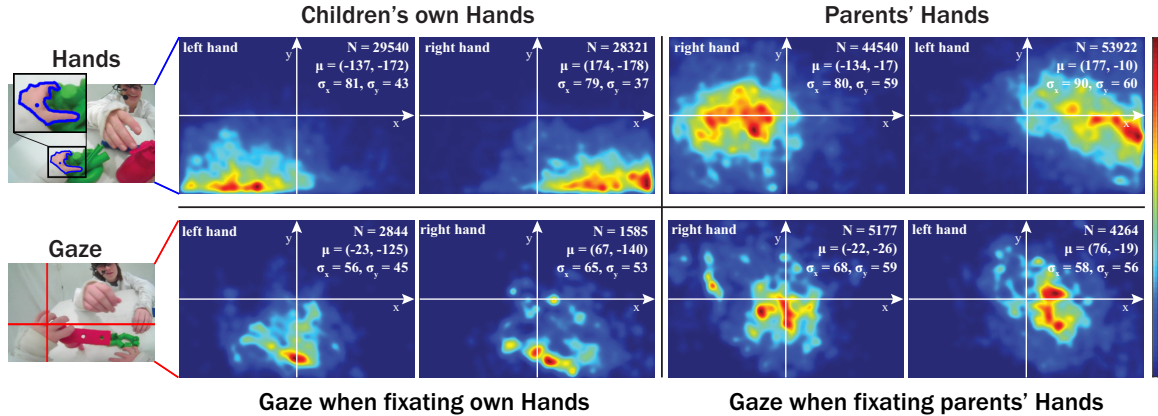 Children's own Hands
Parents' Hands
Hands
left hand
y
x
N = 29540
μ = (-137, -172)
σx = 81, σy = 43
right hand
y
x
N = 28321
μ = (174, -178)
σx = 79, σy = 37
right hand
y
x
N = 44540
μ = (-134, -17)
σx = 80, σy = 59
left hand
y
x
N = 53922
μ = (177, -10)
σx = 90, σy = 60
Gaze
left hand
y
x
N = 2844
μ = (-23, -125)
σx = 56, σy = 45
right hand
y
x
N = 1585
μ = (67, -140)
σx = 65, σy = 53
right hand
y
x
N = 5177
μ = (-22, -26)
σx = 68, σy = 59
left hand
y
x
N = 4264
μ = (76, -19)
σx = 58, σy = 56
Gaze when fixating own Hands
Gaze when fixating parents' Hands